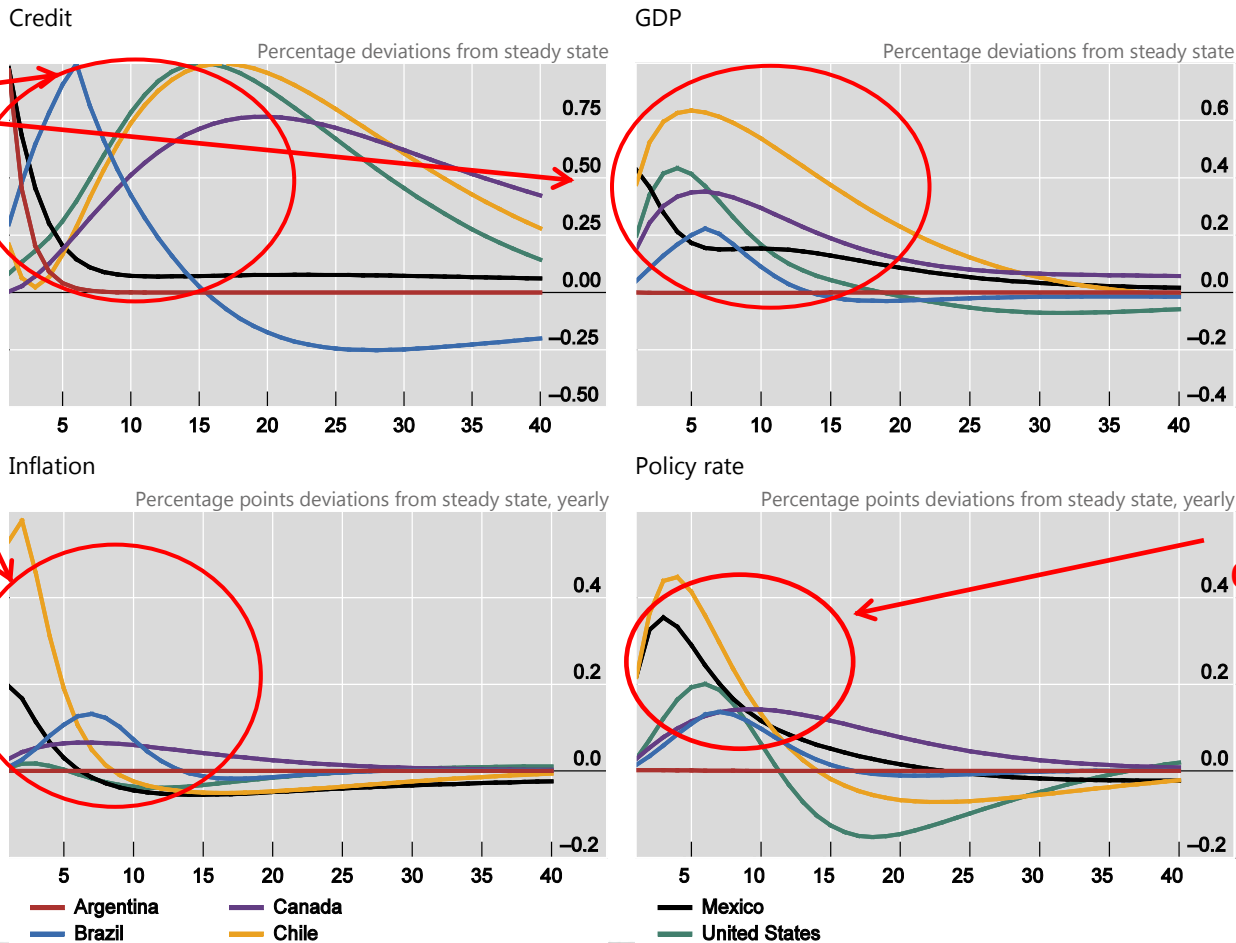 Credit
Percentage deviations from steady state
0.75
0.50
0.25
0.00
–0.25
–0.50
5 10 15 20 25 30 35 40
GDP
Percentage deviations from steady state
0.6
0.4
0.2
0.0
–0.2
–0.4
5 10 15 20 25 30 35 40
Inflation
Percentage points deviations from steady state, yearly
0.4
0.2
0.0
–0.2
5 10 15 20 25 30 35 40
Policy rate
Percentage points deviations from steady state, yearly
0.4
0.2
0.0
–0.2
5 10 15 20 25 30 35 40
Argentina
Brazil
Canada
Chile
Mexico
United States